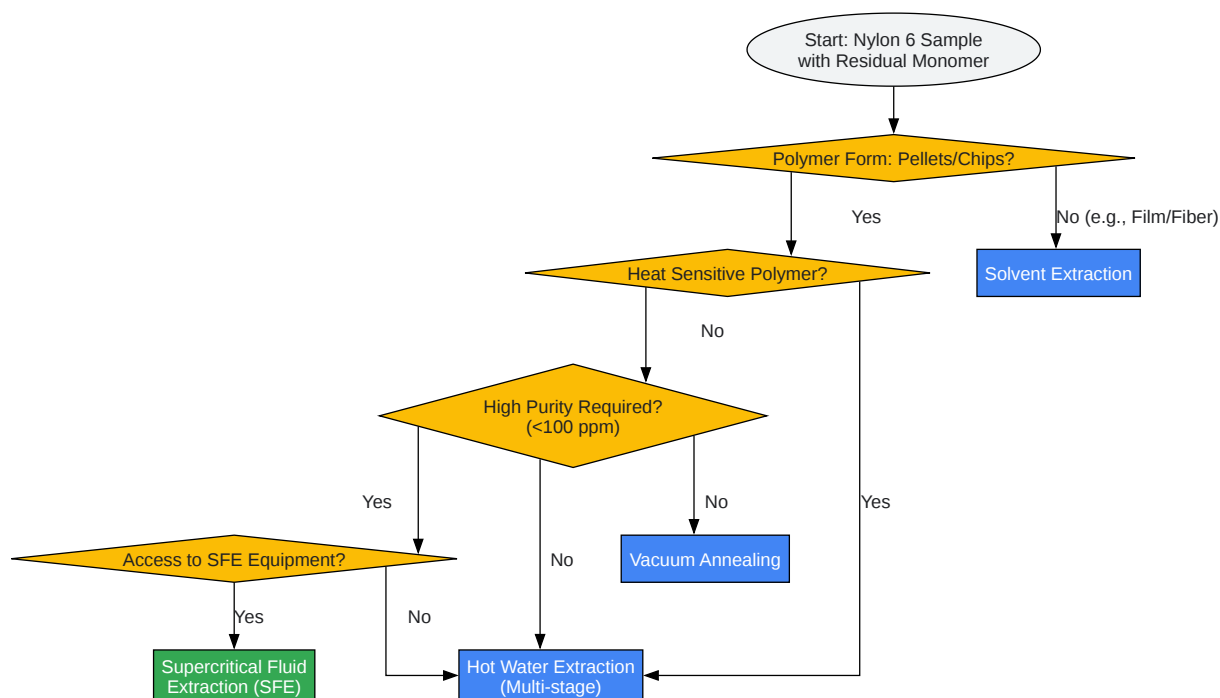 Start: Nylon 6 Sample
with Residual Monomer
Polymer Form: Pellets/Chips?
Yes
No (e.g., Film/Fiber)
Heat Sensitive Polymer?
Solvent Extraction
No
High Purity Required?
(<100 ppm)
Yes
No
Yes
Access to SFE Equipment?
No
Vacuum Annealing
Yes
No
Supercritical Fluid
Extraction (SFE)
Hot Water Extraction
(Multi-stage)